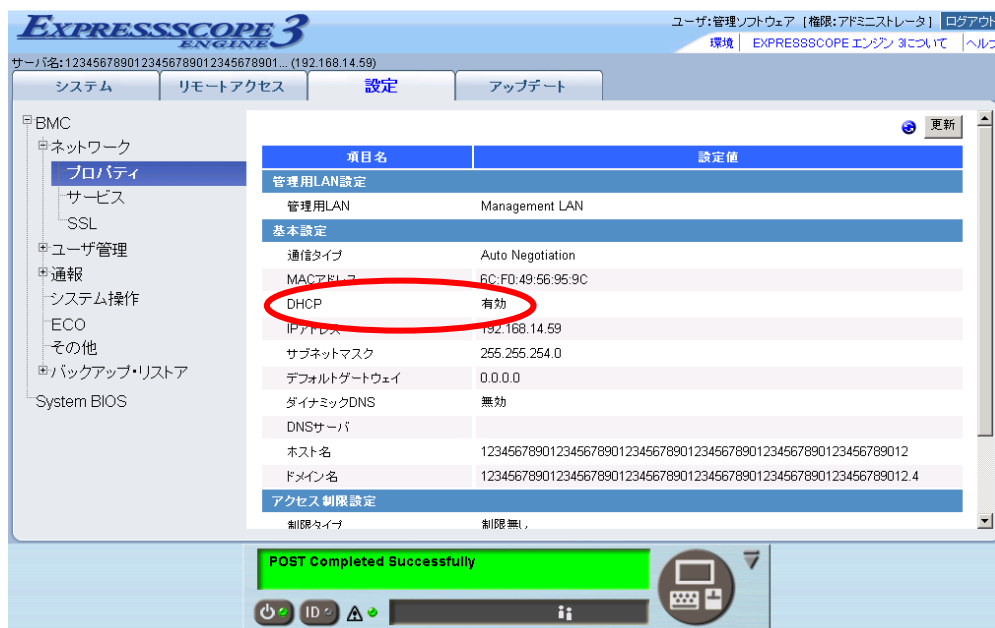 EXPRESSSCOPE
ENGINE 3
ユーザ:管理ソフトウェア [権限:アドミニストレータ] ログアウト
環境 EXPRESSSCOPE エンジン 3について ヘルプ
サーバ名:1234567890123456789012345678901... (192.168.14.59)
システム リモートアクセス 設定 アップデート
BMC
ネットワーク
プロパティ
サービス
SSL
ユーザ管理
通報
システム操作
ECO
その他
バックアップ・リストア
System BIOS
更新
項目名 設定値
管理用LAN設定
管理用LAN Management LAN
基本設定
通信タイプ Auto Negotiation
MACアドレス 6C:F0:49:56:95:9C
DHCP 有効
IPアドレス 192.168.14.59
サブネットマスク 255.255.254.0
デフォルトゲートウェイ 0.0.0.0
ダイナミックDNS 無効
DNSサーバ
ホスト名 12345678901234567890123456789012345678901234567890123456789012
ドメイン名 12345678901234567890123456789012345678901234567890123456789012.4
アクセス制限設定
制限タイプ 制限無し
POST Completed Successfully
ID